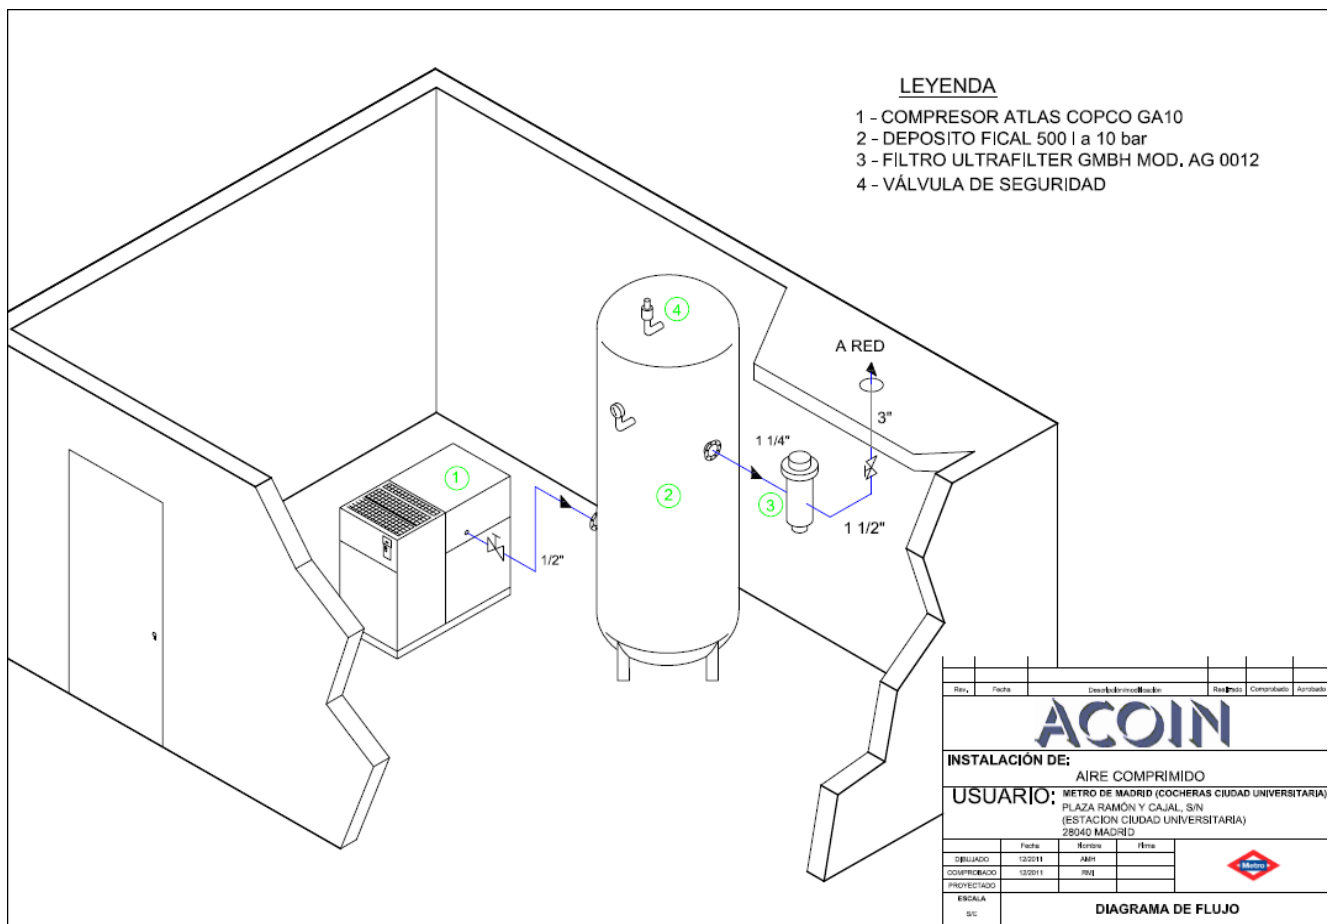 LEYENDA
1 - COMPRESOR ATLAS COPCO GA10
2 - DEPOSITO FICAL 500 l a 10 bar
3 - FILTRO ULTRAFILTER GMBH MOD. AG 0012
4 - VÁLVULA DE SEGURIDAD
4
A RED
3"
1 1/4"
1
2
3
1 1/2"
1/2"
Rev. Fecha Descripción/modificación Realizado Comprobado Aprobado
ACOIN
INSTALACIÓN DE:
AIRE COMPRIMIDO
USUARIO: METRO DE MADRID (COCHERAS CIUDAD UNIVERSITARIA)
PLAZA RAMÓN Y CAJAL, S/N
(ESTACION CIUDAD UNIVERSITARIA)
28040 MADRID
Fecha Nombre Firma
DIBUJADO 12/2011 AMH
COMPROBADO 12/2011 RMJ
PROYECTADO
Metro
ESCALA
S/E
DIAGRAMA DE FLUJO